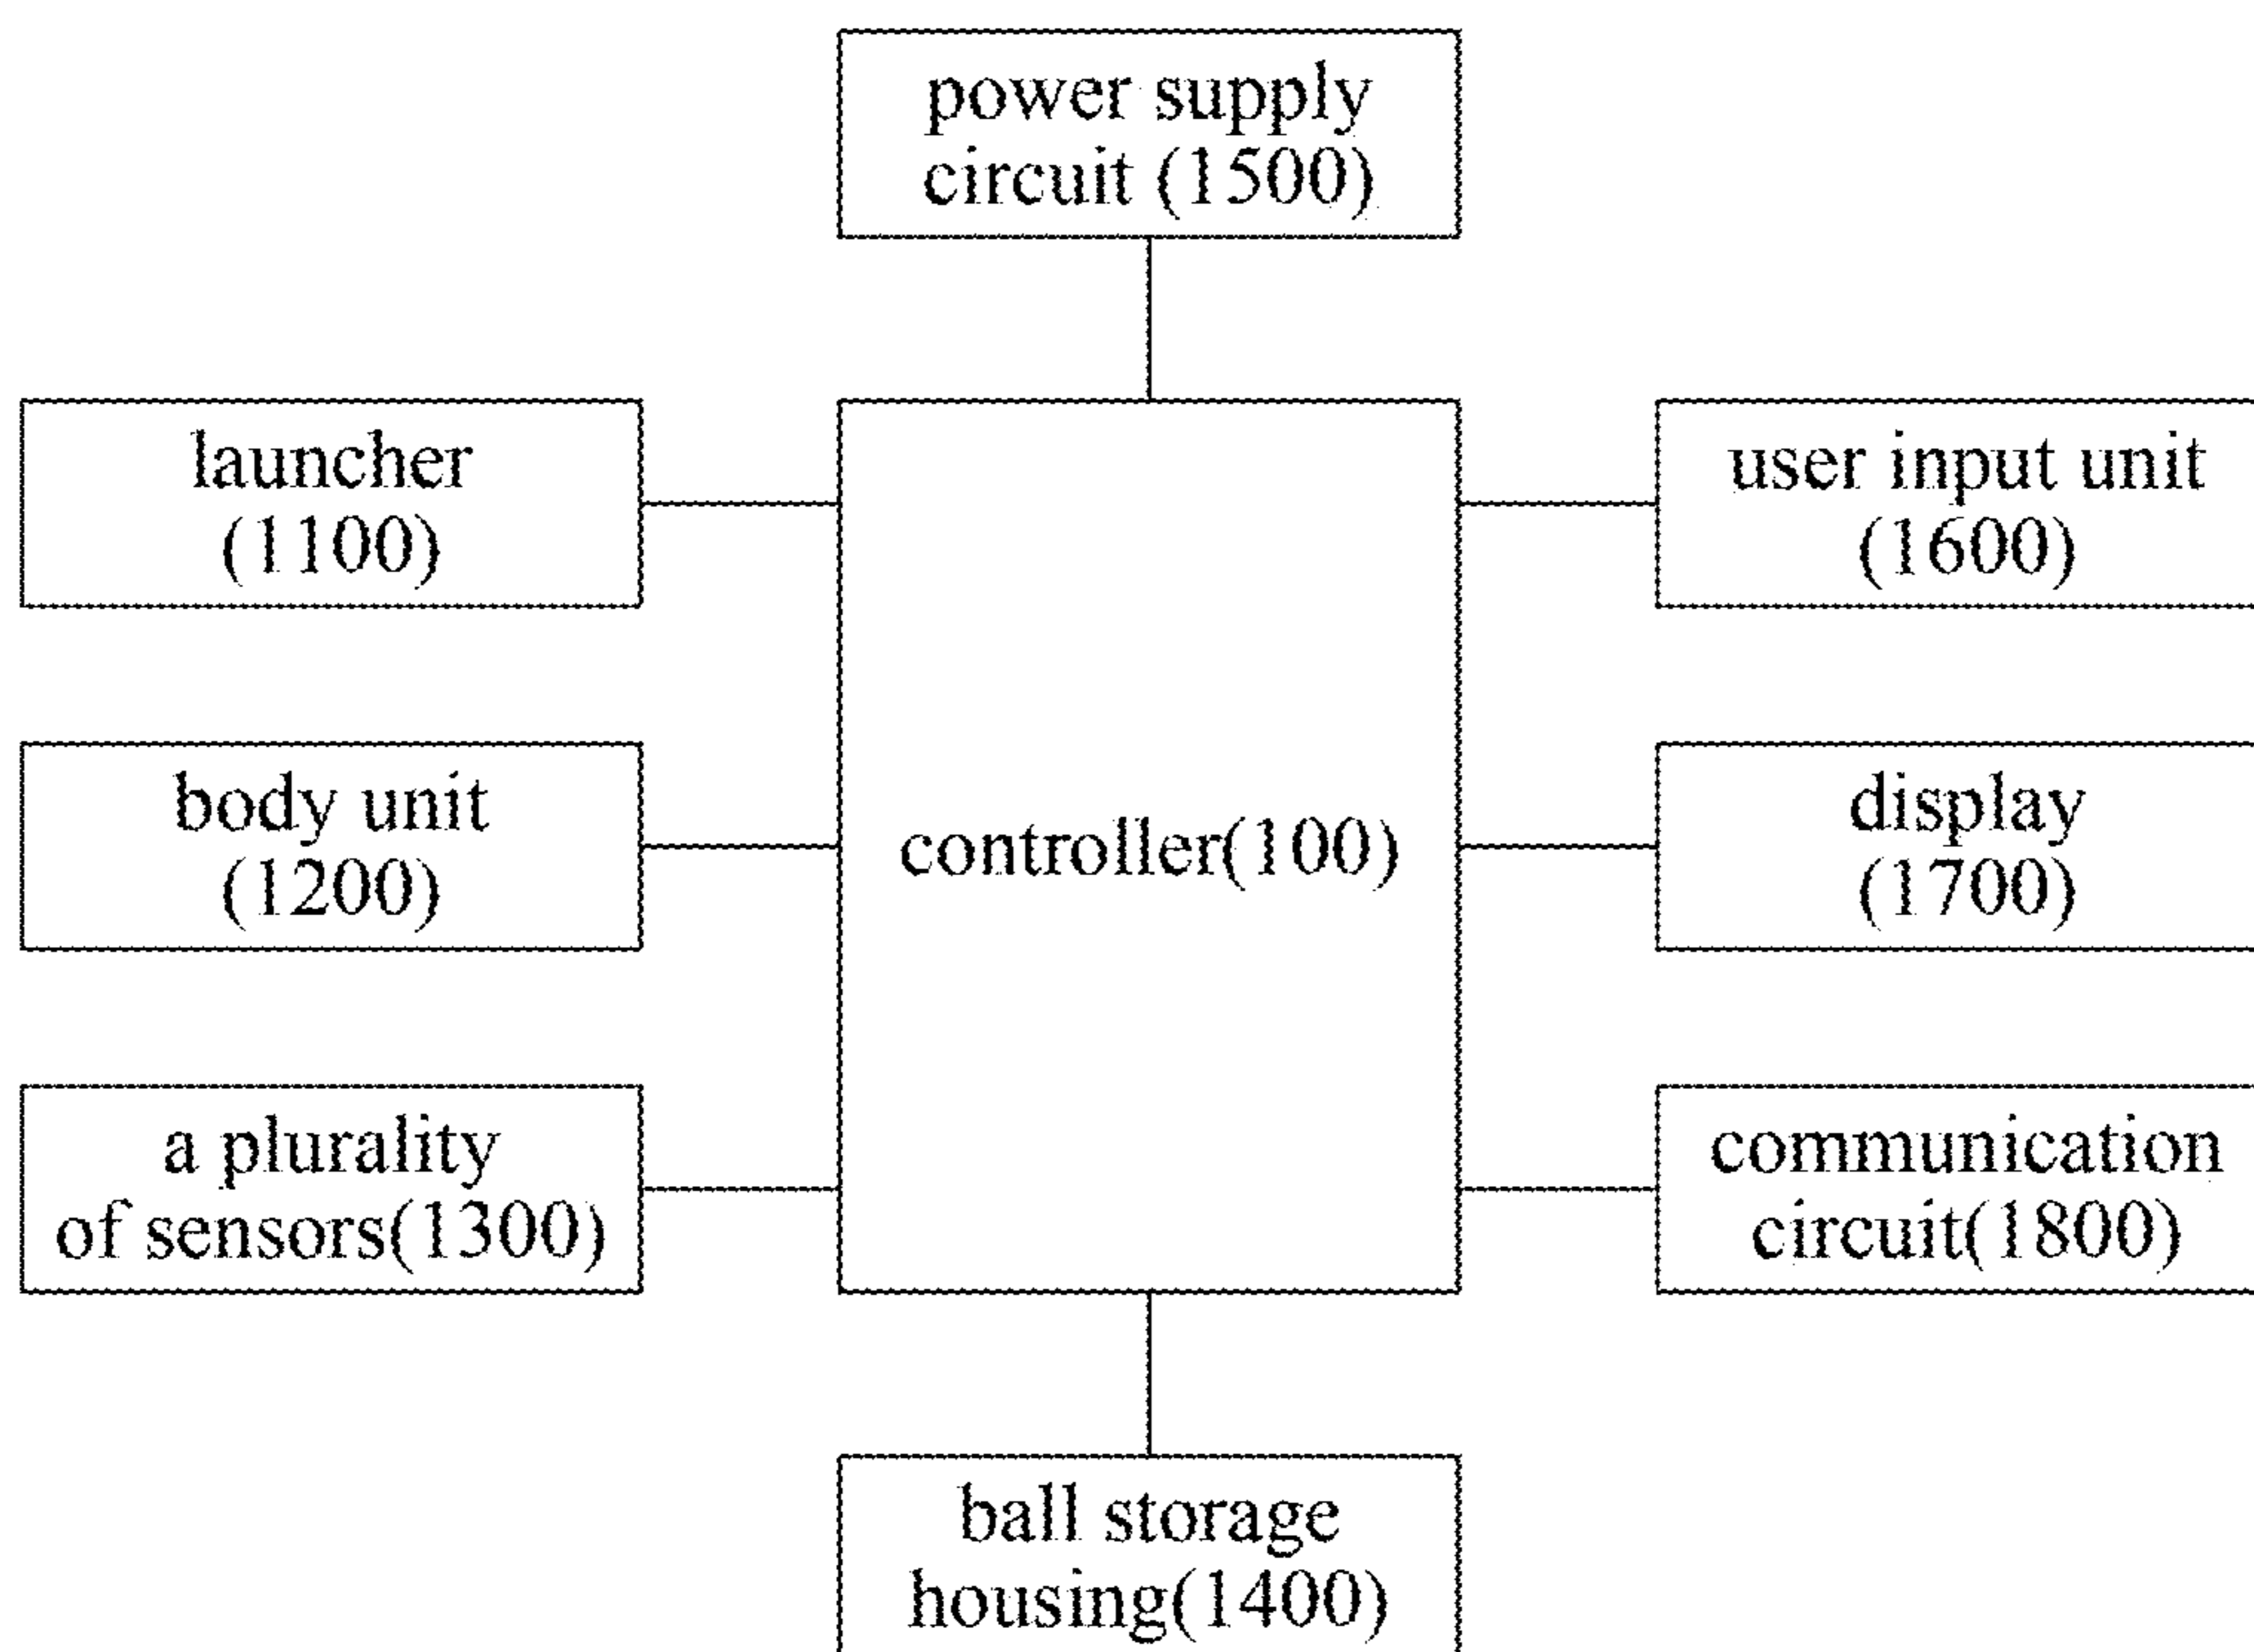 power supply
circuit (1500)
launcher
(1100)
user input unit
(1600)
body unit
(1200)
controller(100)
display
(1700)
a plurality
of sensors(1300)
communication
circuit(1800)
ball storage
housing(1400)